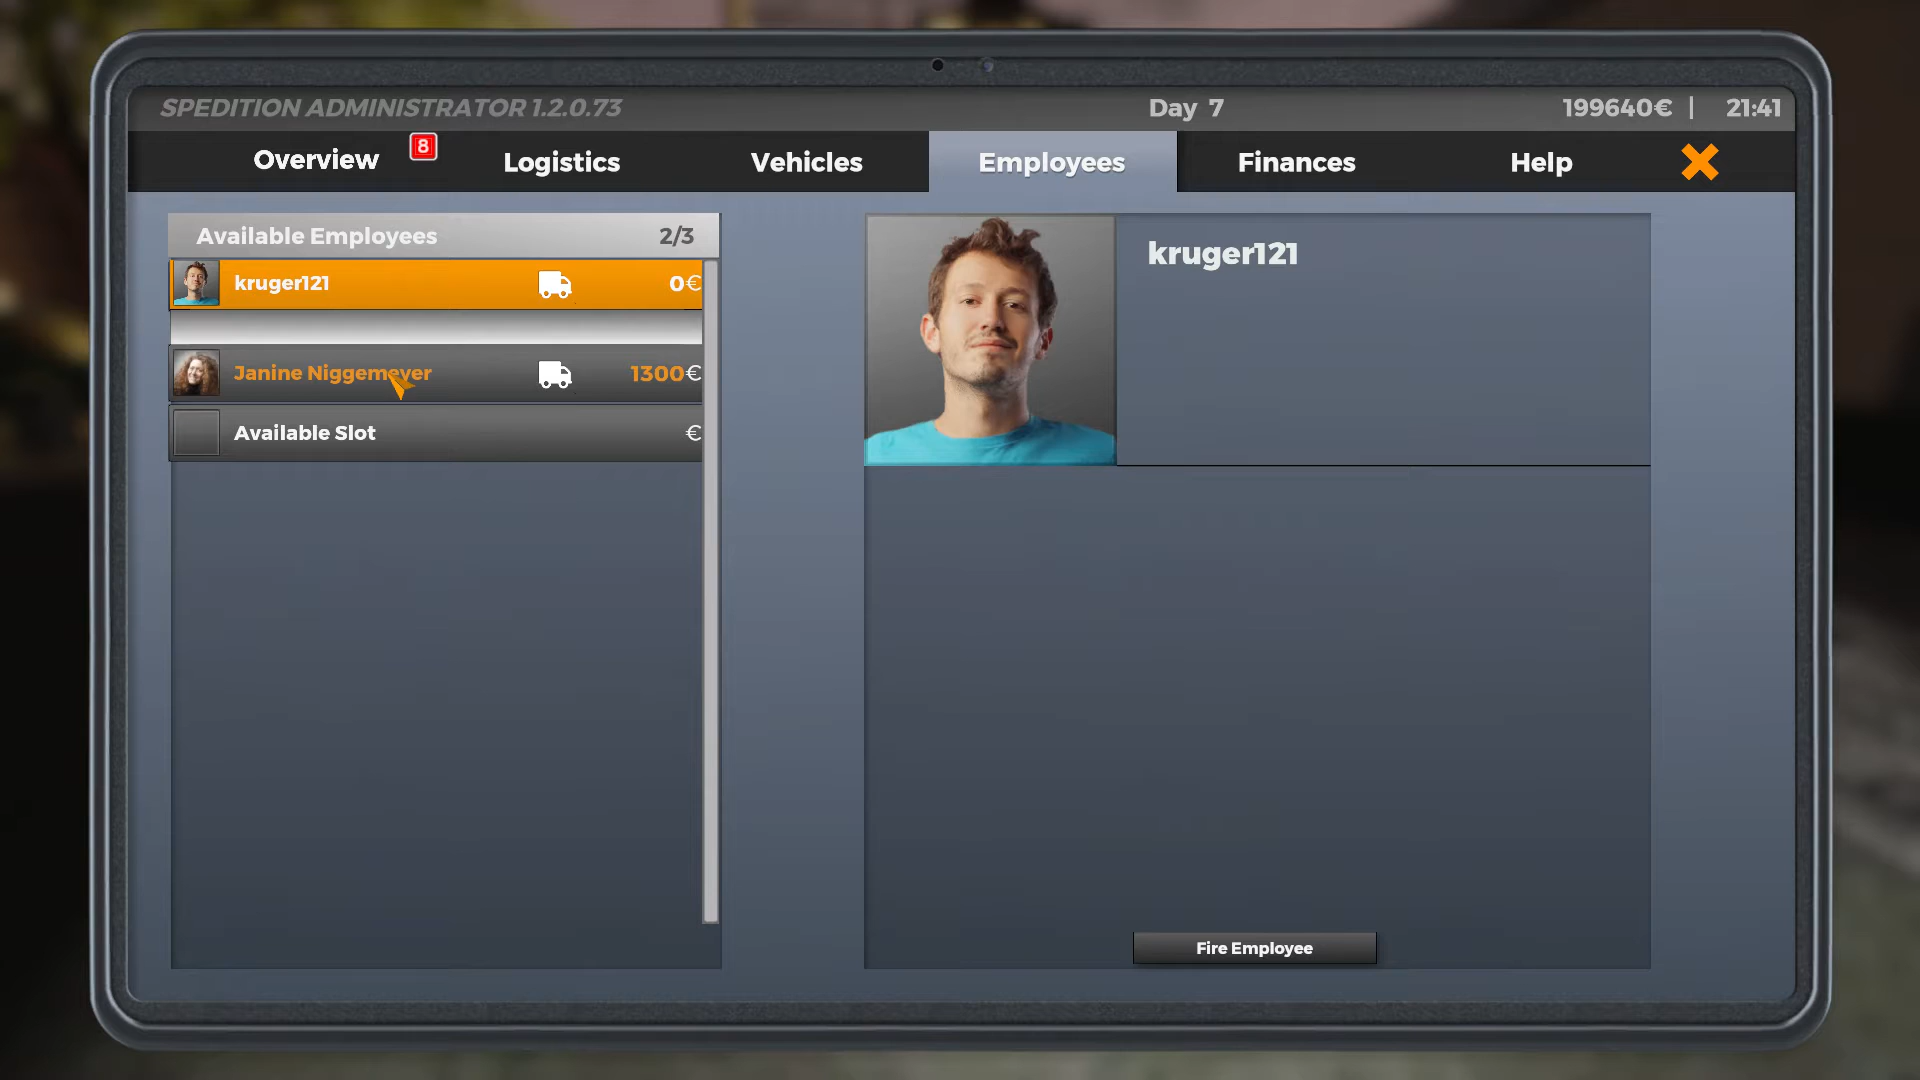 SPEDITION ADMINISTRATOR 1.2.0.73
Day 7
199640€ | 21:41
Overview 8
Logistics
Vehicles
Employees
Finances
Help
Available Employees 2/3
kruger121 0€
Janine Niggemeyer 1300€
Available Slot €
kruger121
Fire Employee